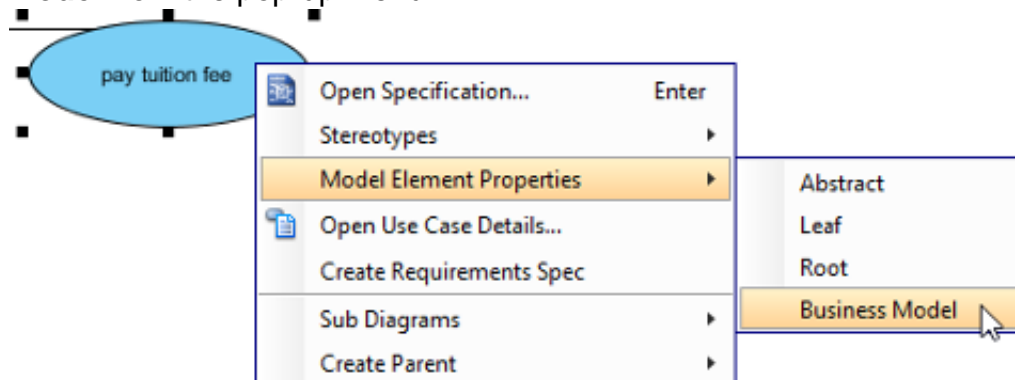 pay tuition fee
Open Specification... Enter
Stereotypes
Model Element Properties
Abstract
Open Use Case Details...
Leaf
Create Requirements Spec
Root
Business Model
Sub Diagrams
Create Parent